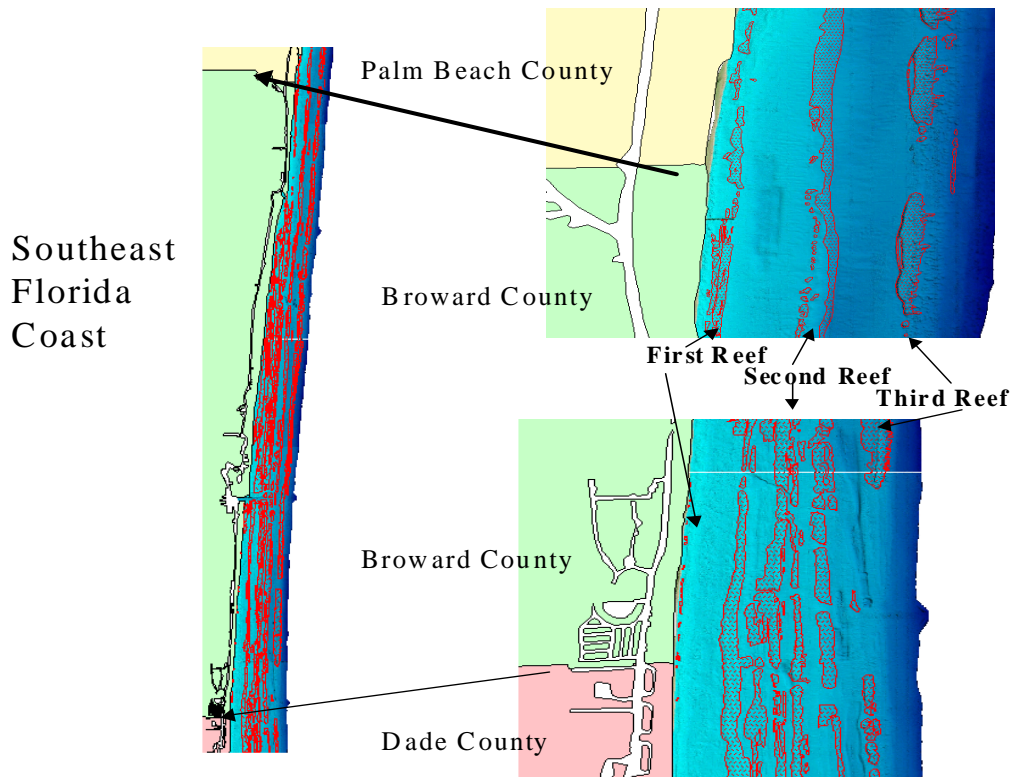 Southeast
Florida
Coast
Palm Beach County
Broward County
First Reef
Second Reef
Third Reef
Broward County
Dade County